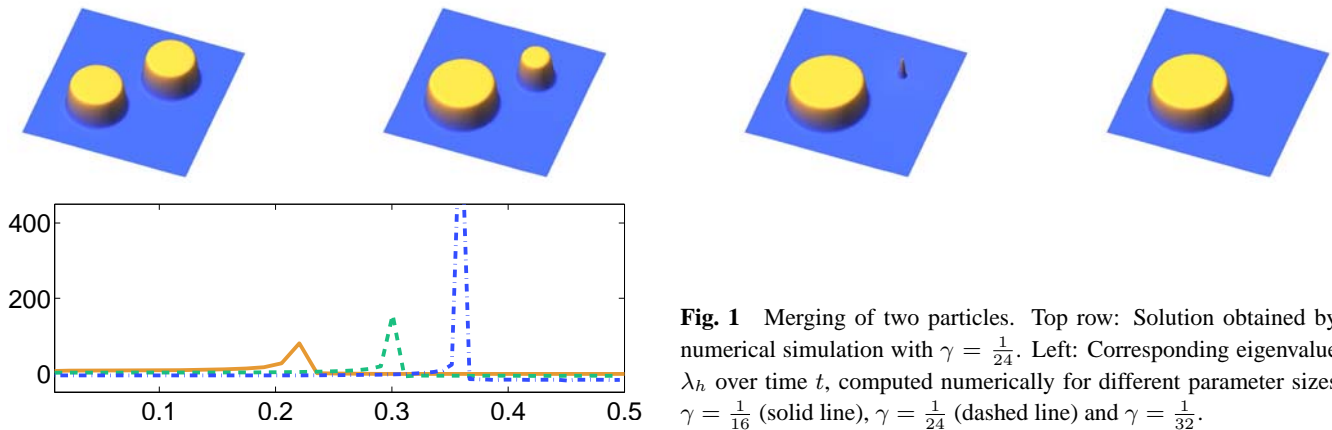 400
200
0
0.1 0.2 0.3 0.4 0.5
Fig. 1 Merging of two particles. Top row: Solution obtained by
numerical simulation with γ = 1/24. Left: Corresponding eigenvalue
λh over time t, computed numerically for different parameter sizes
γ = 1/16 (solid line), γ = 1/24 (dashed line) and γ = 1/32.